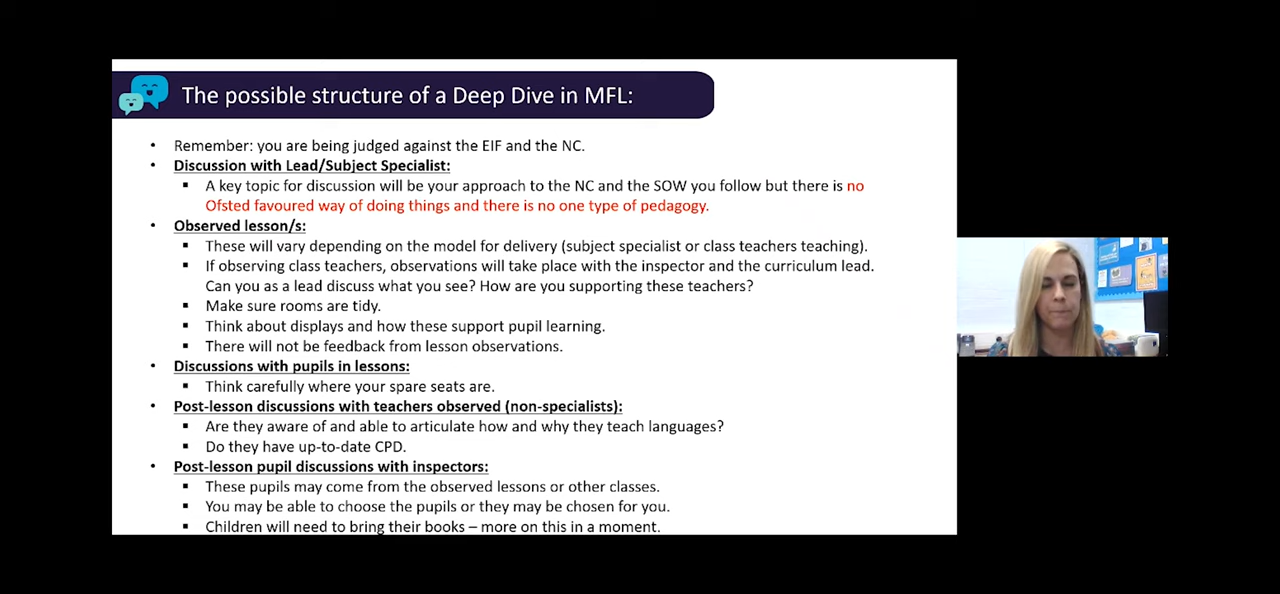 The possible structure of a Deep Dive in MFL:
• Remember: you are being judged against the EIF and the NC.
• Discussion with Lead/Subject Specialist:
▪ A key topic for discussion will be your approach to the NC and the SOW you follow but there is no
Ofsted favoured way of doing things and there is no one type of pedagogy.
• Observed lesson/s:
▪ These will vary depending on the model for delivery (subject specialist or class teachers teaching).
▪ If observing class teachers, observations will take place with the inspector and the curriculum lead.
Can you as a lead discuss what you see? How are you supporting these teachers?
▪ Make sure rooms are tidy.
▪ Think about displays and how these support pupil learning.
▪ There will not be feedback from lesson observations.
• Discussions with pupils in lessons:
▪ Think carefully where your spare seats are.
• Post-lesson discussions with teachers observed (non-specialists):
▪ Are they aware of and able to articulate how and why they teach languages?
▪ Do they have up-to-date CPD.
• Post-lesson pupil discussions with inspectors:
▪ These pupils may come from the observed lessons or other classes.
▪ You may be able to choose the pupils or they may be chosen for you.
▪ Children will need to bring their books – more on this in a moment.